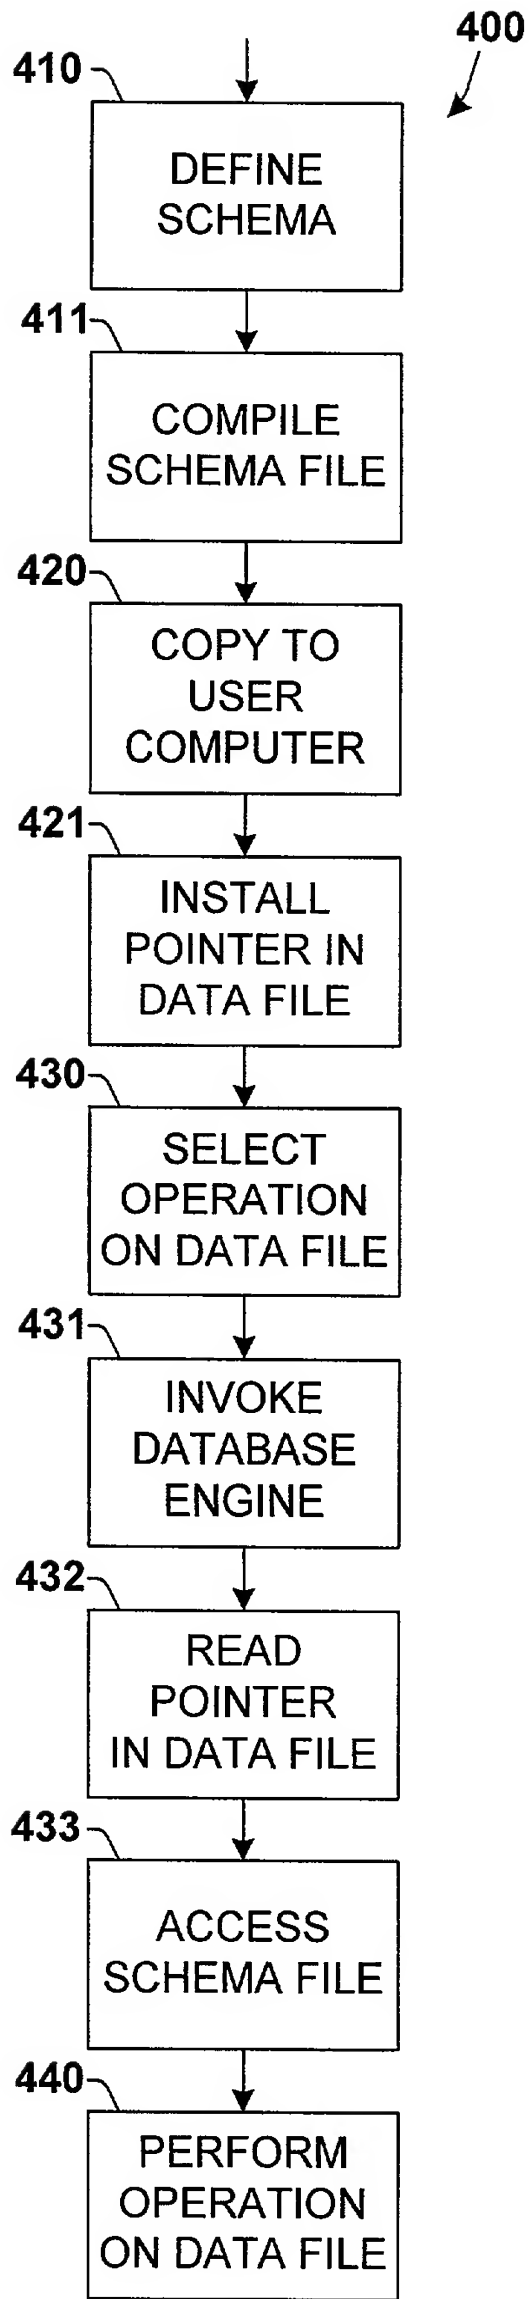 400
410
DEFINE
SCHEMA
411
COMPILE
SCHEMA FILE
420
COPY TO
USER
COMPUTER
421
INSTALL
POINTER IN
DATA FILE
430
SELECT
OPERATION
ON DATA FILE
431
INVOKE
DATABASE
ENGINE
432
READ
POINTER
IN DATA FILE
433
ACCESS
SCHEMA FILE
440
PERFORM
OPERATION
ON DATA FILE